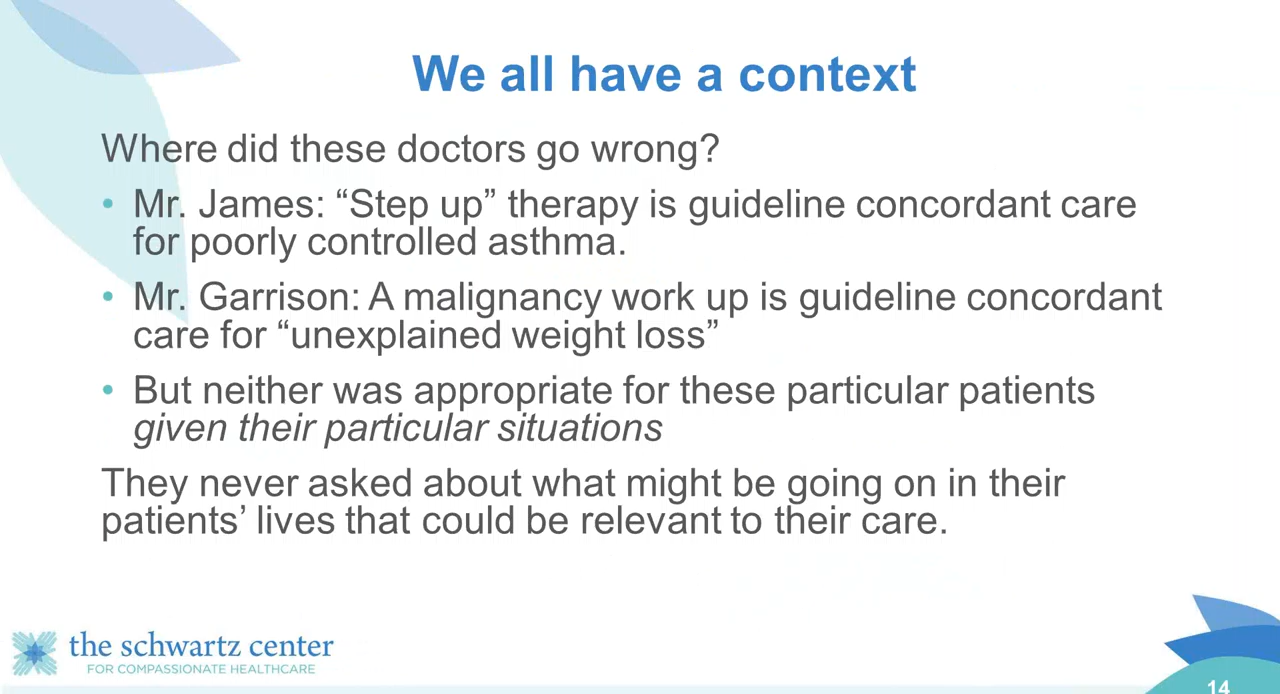 We all have a context
Where did these doctors go wrong?
• Mr. James: “Step up” therapy is guideline concordant care
for poorly controlled asthma.
• Mr. Garrison: A malignancy work up is guideline concordant
care for “unexplained weight loss”
• But neither was appropriate for these particular patients
given their particular situations
They never asked about what might be going on in their
patients’ lives that could be relevant to their care.
the schwartz center
FOR COMPASSIONATE HEALTHCARE
14